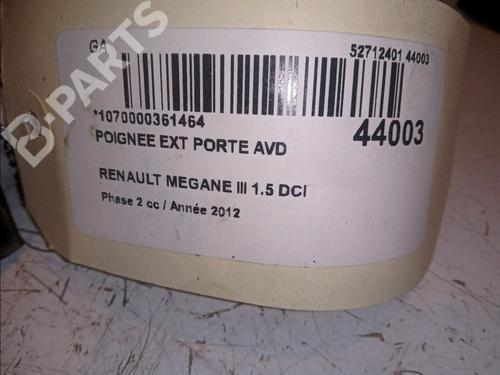 B-PARTS
GA
52712401 44003
*1070000361464
44003
POIGNEE EXT PORTE AVD
RENAULT MEGANE III 1.5 DCI
Phase 2 cc / Année 2012